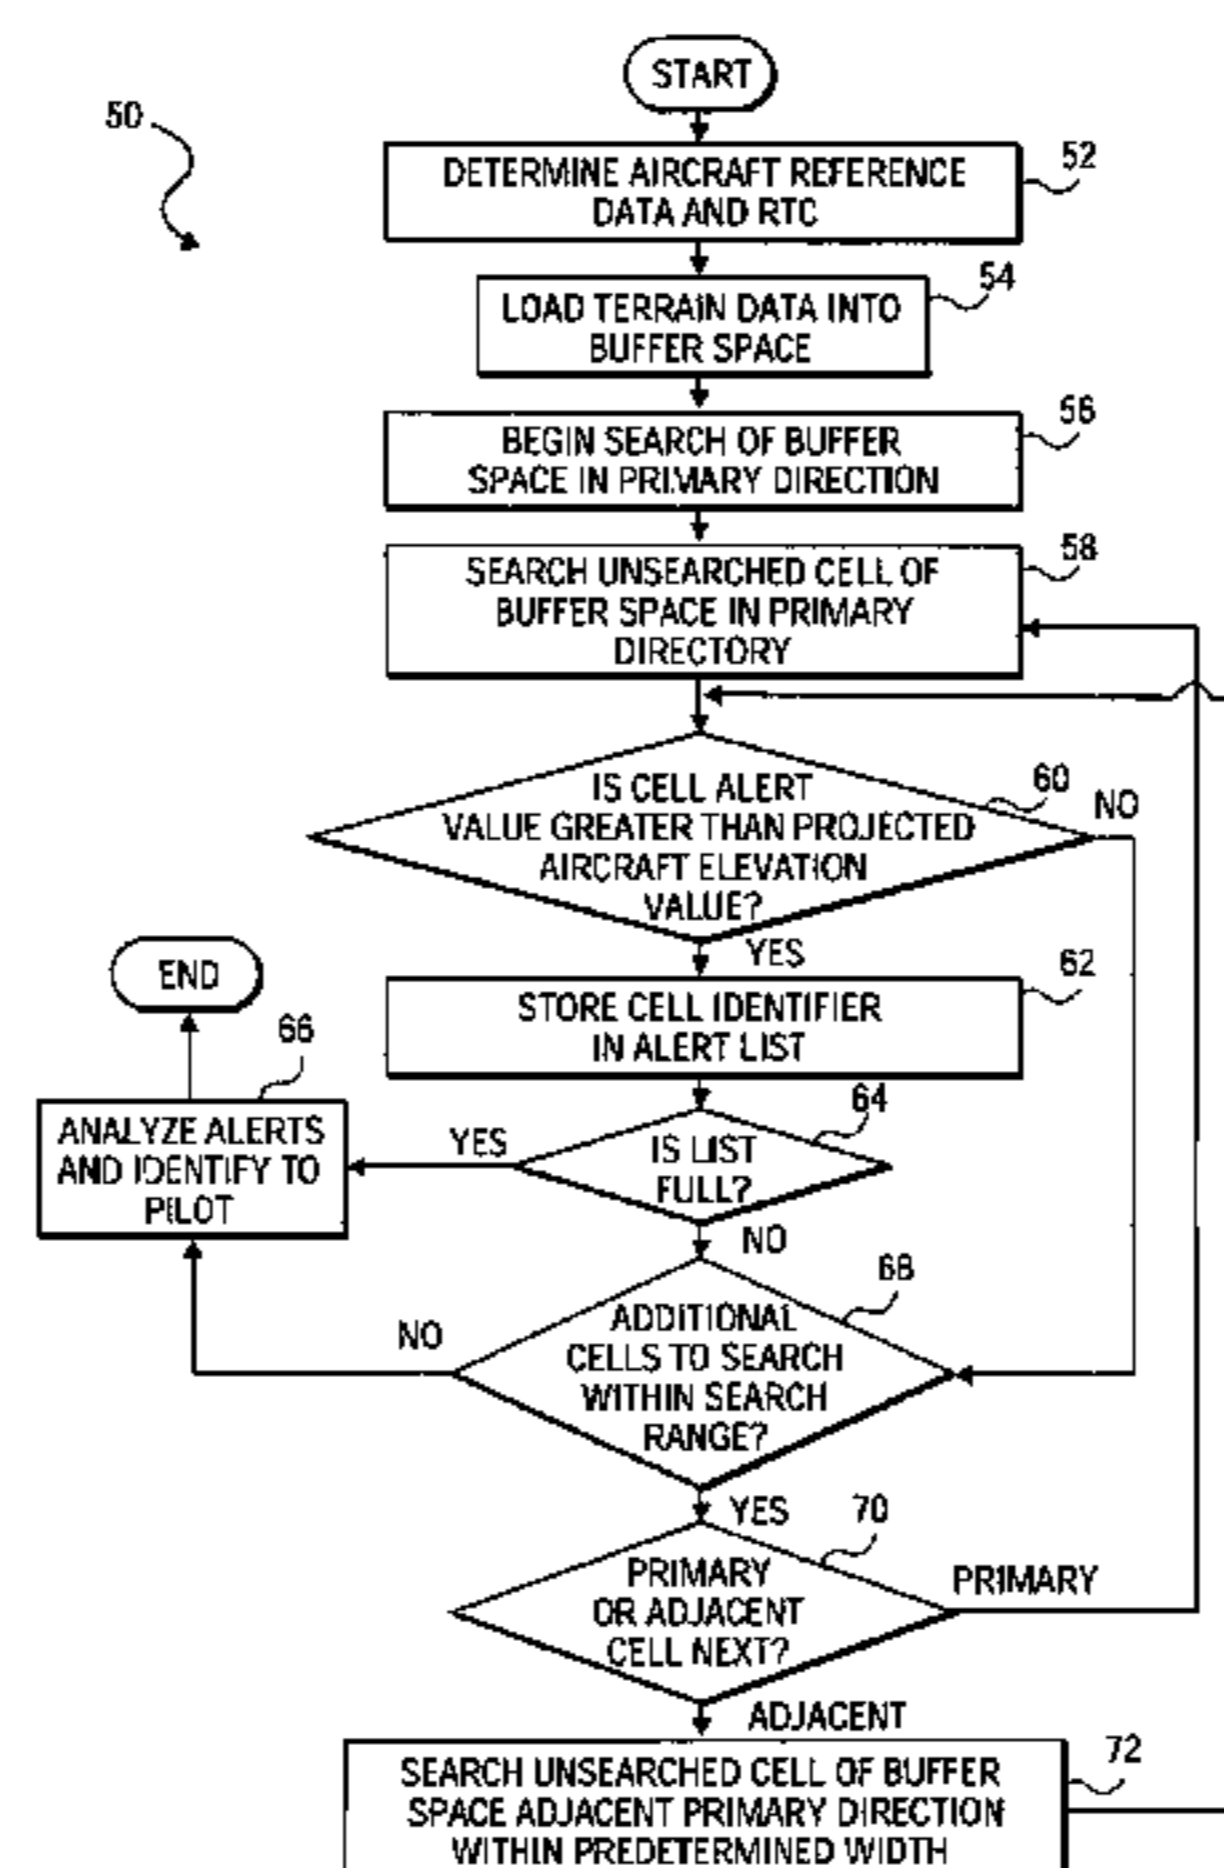 START
50
52
DETERMINE AIRCRAFT REFERENCE
DATA AND RTC
54
LOAD TERRAIN DATA INTO
BUFFER SPACE
56
BEGIN SEARCH OF BUFFER
SPACE IN PRIMARY DIRECTION
58
SEARCH UNSEARCHED CELL OF
BUFFER SPACE IN PRIMARY
DIRECTORY
60
NO
IS CELL ALERT
VALUE GREATER THAN PROJECTED
AIRCRAFT ELEVATION
VALUE?
YES
END
62
STORE CELL IDENTIFIER
IN ALERT LIST
66
64
ANALYZE ALERTS
AND IDENTIFY TO
PILOT
YES
IS LIST
FULL?
NO
68
NO
ADDITIONAL
CELLS TO SEARCH
WITHIN SEARCH
RANGE?
YES
70
PRIMARY
OR ADJACENT
CELL NEXT?
PRIMARY
ADJACENT
72
SEARCH UNSEARCHED CELL OF BUFFER
SPACE ADJACENT PRIMARY DIRECTION
WITHIN PREDETERMINED WIDTH